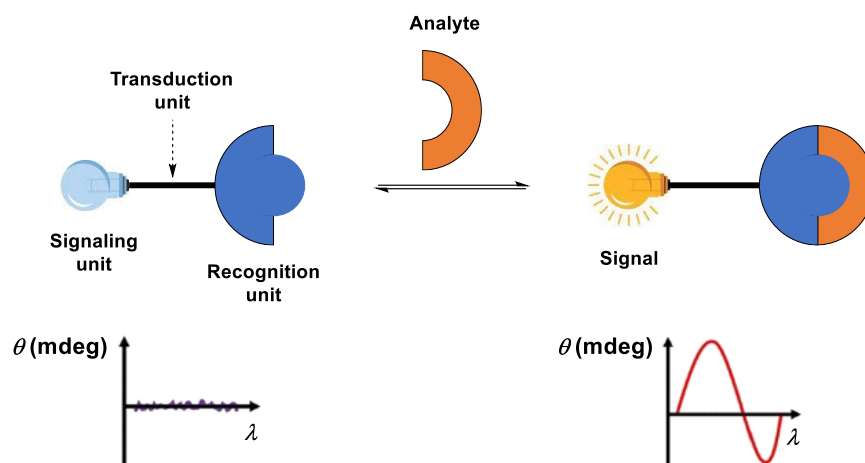 Analyte
Transduction
unit
Signaling
unit
Recognition
unit
Signal
θ (mdeg)
λ
θ (mdeg)
λ